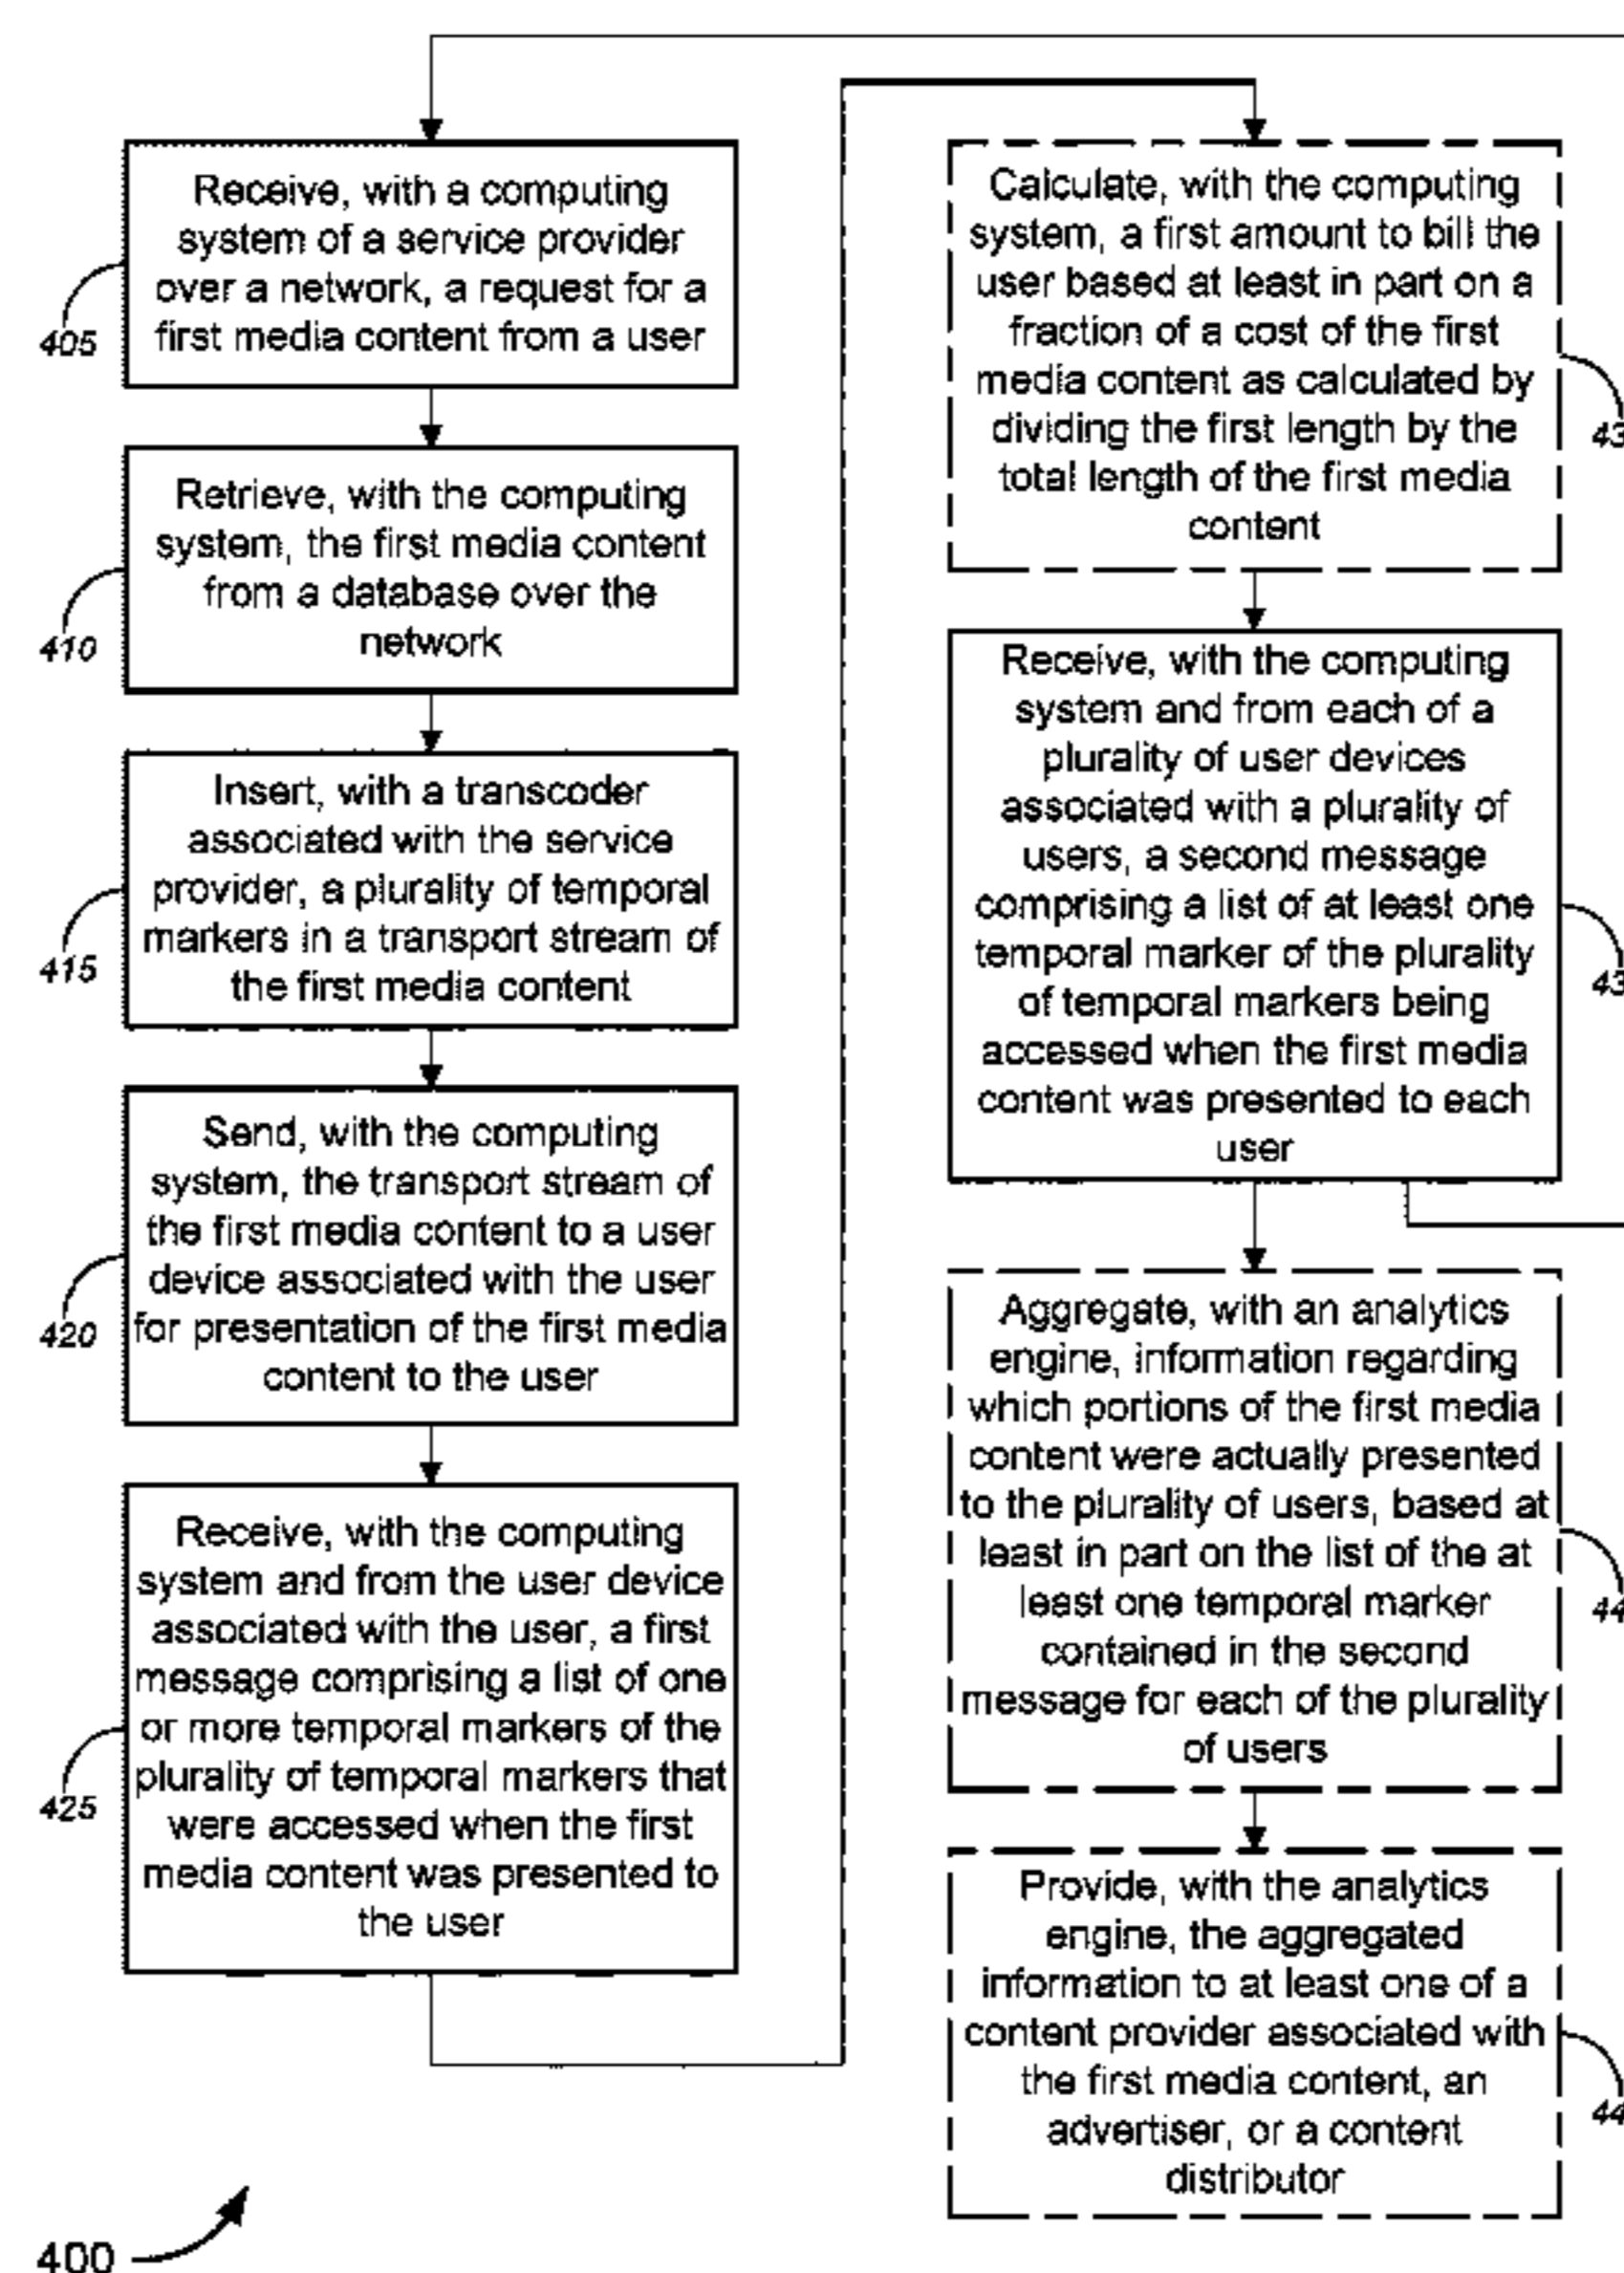 Receive, with a computing
system of a service provider
over a network, a request for a
first media content from a user
405
Retrieve, with the computing
system, the first media content
from a database over the
network
410
Insert, with a transcoder
associated with the service
provider, a plurality of temporal
markers in a transport stream of
the first media content
415
Send, with the computing
system, the transport stream of
the first media content to a user
device associated with the user
for presentation of the first media
content to the user
420
Receive, with the computing
system and from the user device
associated with the user, a first
message comprising a list of one
or more temporal markers of the
plurality of temporal markers that
were accessed when the first
media content was presented to
the user
425
Calculate, with the computing
system, a first amount to bill the
user based at least in part on a
fraction of a cost of the first
media content as calculated by
dividing the first length by the
total length of the first media
content
Receive, with the computing
system and from each of a
plurality of user devices
associated with a plurality of
users, a second message
comprising a list of at least one
temporal marker of the plurality
of temporal markers being
accessed when the first media
content was presented to each
user
Aggregate, with an analytics
engine, information regarding
which portions of the first media
content were actually presented
to the plurality of users, based at
least in part on the list of the at
least one temporal marker
contained in the second
message for each of the plurality
of users
Provide, with the analytics
engine, the aggregated
information to at least one of a
content provider associated with
the first media content, an
advertiser, or a content
distributor
400